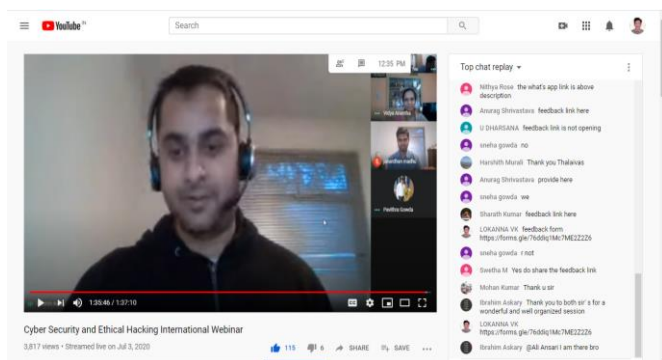 YouTube IN
Search
12:35 PM
Vidya
Pavithra Gowda
1:35:46 / 1:37:10
Cyber Security and Ethical Hacking International Webinar
3,817 views • Streamed live on Jul 3, 2020
115
6
SHARE
SAVE
Top chat replay
Nithya Rose the what's app link is above
description
Anurag Shrivastava feedback link here
U DHARSANA feedback link is not opening
sneha gowda no
Harshith Murali Thank you Thalaivas
Anurag Shrivastava provide here
sneha gowda we
Sharath Kumar feedback link here
LOKANNA VK feedback form
https://forms.gle/76ddiq1Mc7ME2Z2Z6
sneha gowda r not
Swetha M Yes do share the feedback link
Mohan Kumar Thank u sir
Ibrahim Askary Thank you to both sir's for a
wonderful and well organized session
LOKANNA VK
https://forms.gle/76ddiq1Mc7ME2Z2Z6
Ibrahim Askary @Ali Ansari I am there bro